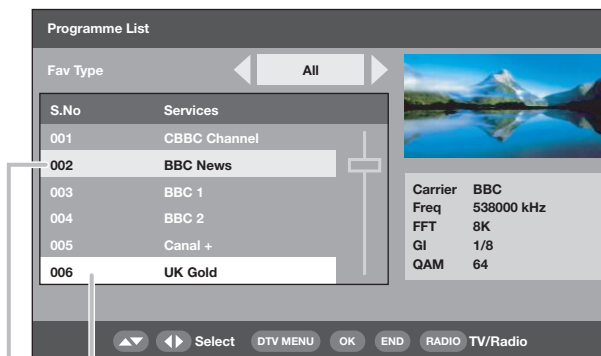 Programme List
Fav Type All
S.No Services
001 CBBC Channel
002 BBC News
003 BBC 1
004 BBC 2
005 Canal +
006 UK Gold
Carrier BBC
Freq 538000 kHz
FFT 8K
GI 1/8
QAM 64
Select DTV MENU OK END RADIO TV/Radio